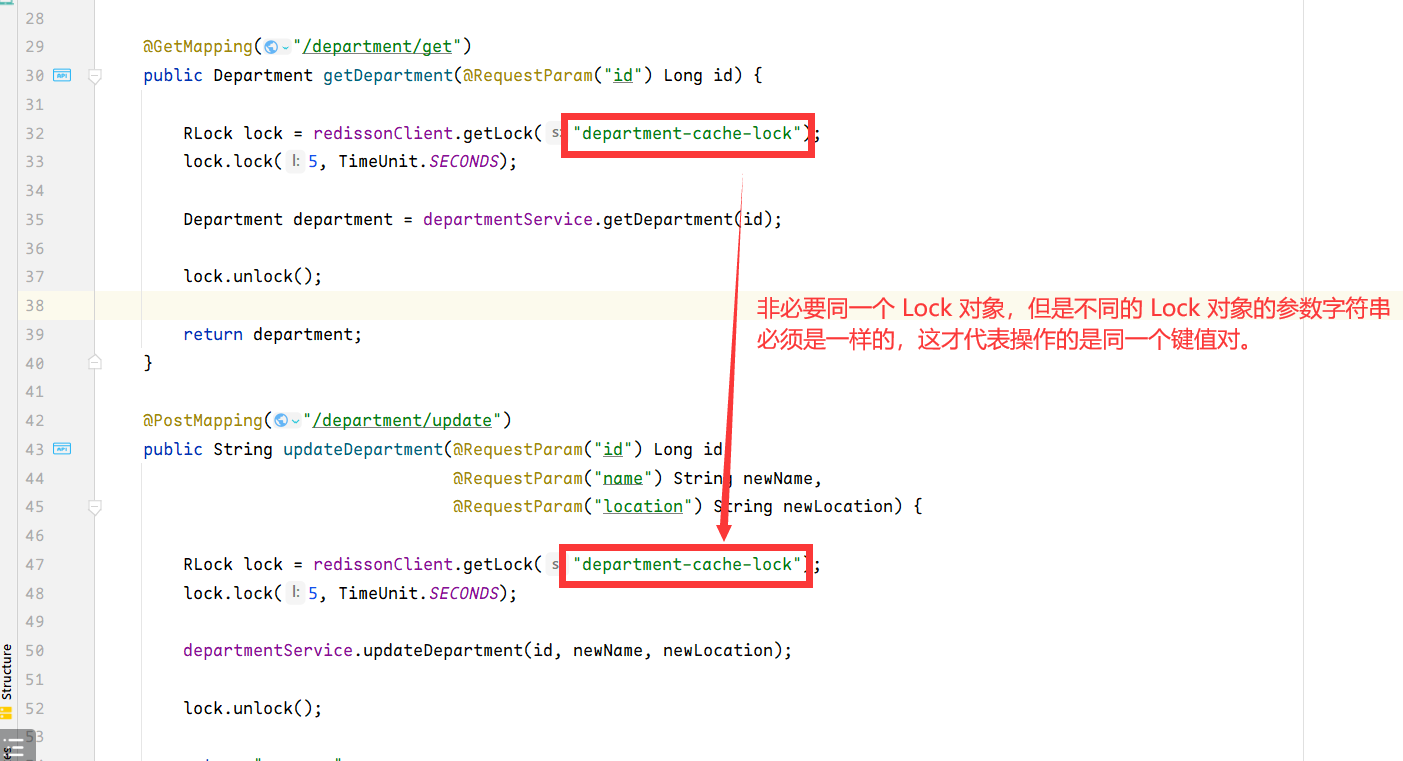 28
29 @GetMapping("/department/get")
30 public Department getDepartment(@RequestParam("id") Long id) {
31
32 RLock lock = redissonClient.getLock( s: "department-cache-lock");
33 lock.lock( l: 5, TimeUnit.SECONDS);
34
35 Department department = departmentService.getDepartment(id);
36
37 lock.unlock();
38
非必要同一个 Lock 对象，但是不同的 Lock 对象的参数字符串
39 return department;
必须是一样的，这才代表操作的是同一个键值对。
40 }
41
42 @PostMapping("/department/update")
43 public String updateDepartment(@RequestParam("id") Long id
44 @RequestParam("name") String newName,
45 @RequestParam("location") String newLocation) {
46
47 RLock lock = redissonClient.getLock( s "department-cache-lock");
48 lock.lock( l: 5, TimeUnit.SECONDS);
49
50 departmentService.updateDepartment(id, newName, newLocation);
51
52 lock.unlock();
53
Structure